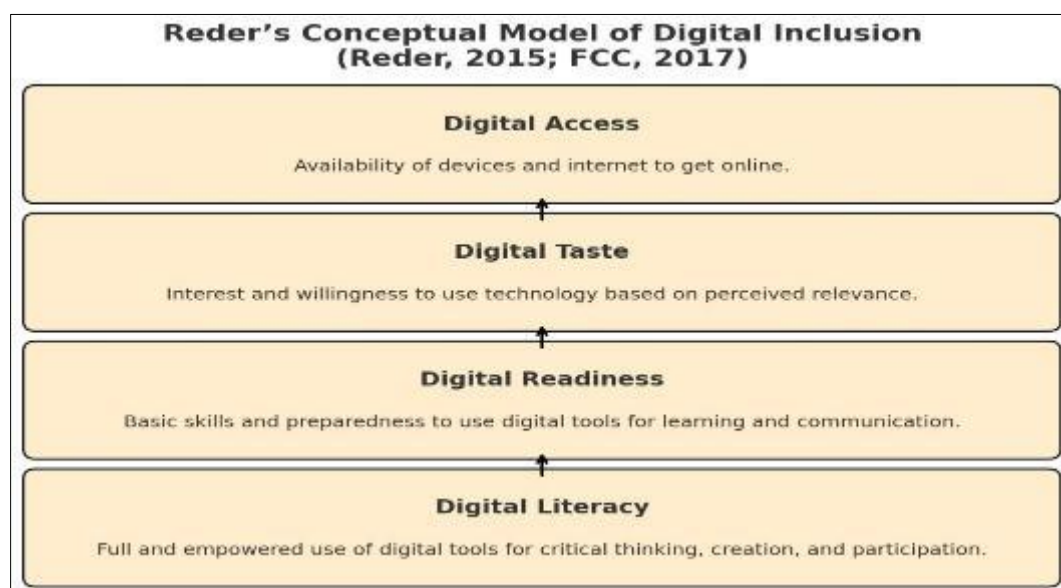 Reder’s Conceptual Model of Digital Inclusion
(Reder, 2015; FCC, 2017)
Digital Access
Availability of devices and internet to get online.
Digital Taste
Interest and willingness to use technology based on perceived relevance.
Digital Readiness
Basic skills and preparedness to use digital tools for learning and communication.
Digital Literacy
Full and empowered use of digital tools for critical thinking, creation, and participation.